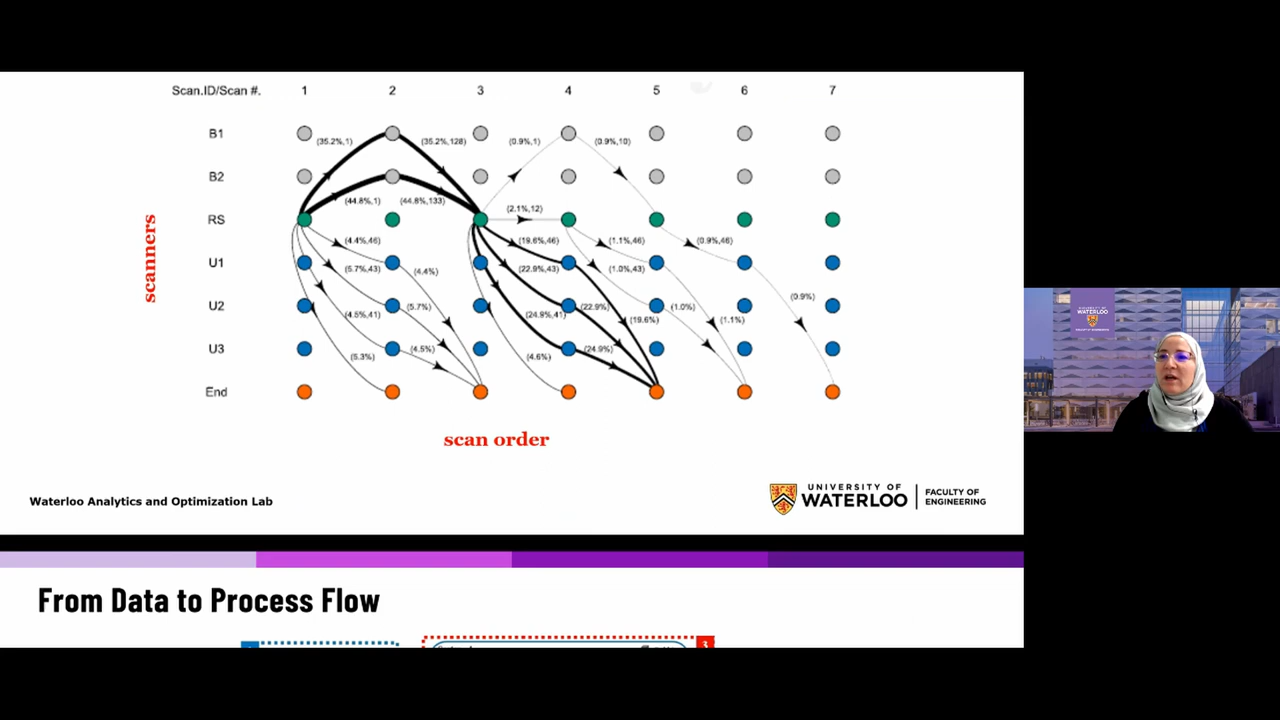 Scan.ID/Scan #. 1 2 3 4 5 6 7
B1
(35.2%,1) (35.2%,128) (0.9%,1) (0.9%,10)
B2
(44.8%,1) (44.8%,133)
RS
(2.1%,12)
(4.4%,46) (19.6%,46) (1.1%,46) (0.9%,46)
U1
(5.7%,43) (4.4%) (22.9%,43) (1.0%,43)
(0.9%)
U2
(4.5%,41) (5.7%) (24.9%,41) (22.9%) (19.6%) (1.0%) (1.1%)
U3
(5.3%) (4.5%) (4.6%) (24.9%)
End
scanners
scan order
Waterloo Analytics and Optimization Lab
UNIVERSITY OF
WATERLOO
FACULTY OF
ENGINEERING
From Data to Process Flow
3
WATERLOO